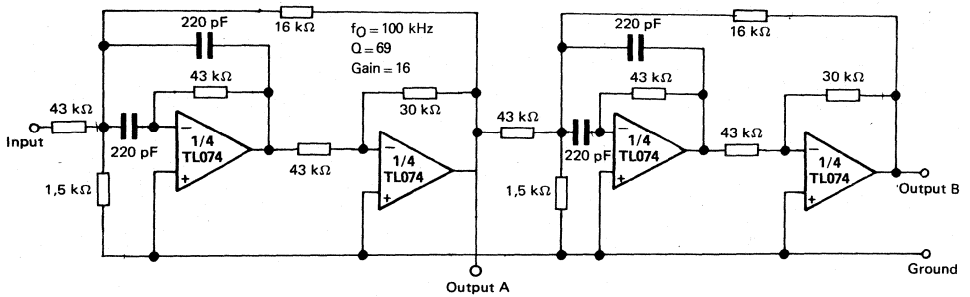 220 pF
16 kΩ
fO = 100 kHz
Q = 69
Gain = 16
43 kΩ
43 kΩ
Input
220 pF
1,5 kΩ
−
+
1/4
TL074
43 kΩ
30 kΩ
−
+
1/4
TL074
Output A
43 kΩ
220 pF
16 kΩ
43 kΩ
220 pF
1,5 kΩ
−
+
1/4
TL074
43 kΩ
30 kΩ
−
+
1/4
TL074
Output B
Ground